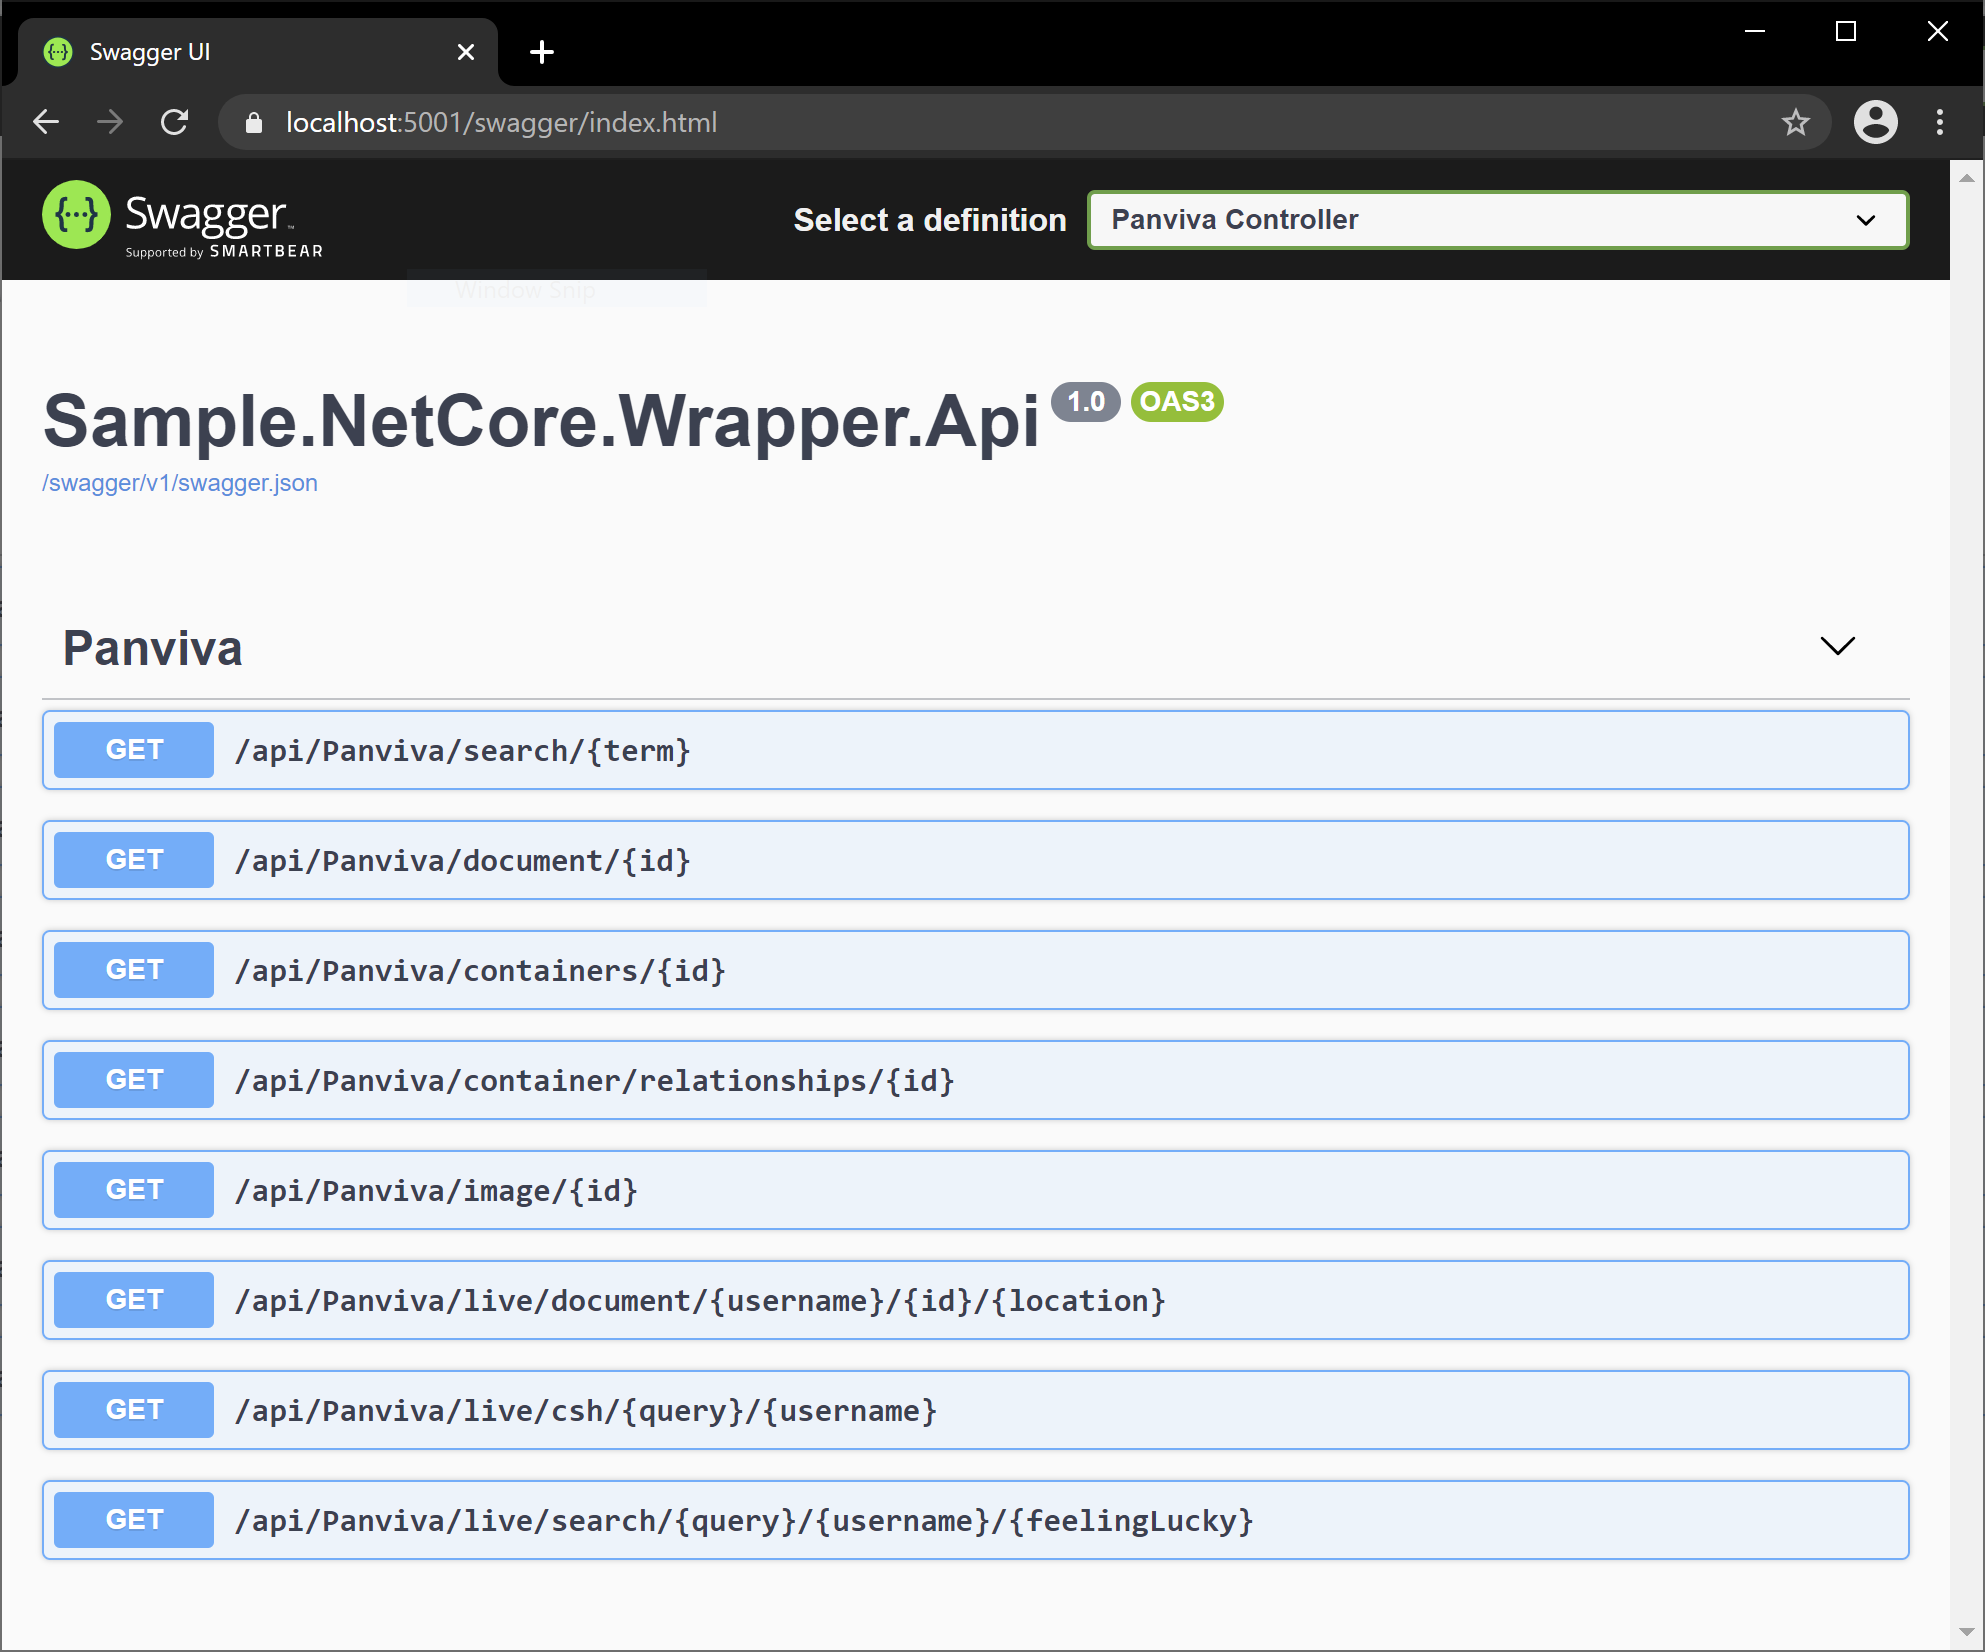 Swagger UI
localhost:5001/swagger/index.html
{···} Swagger™
Supported by SMARTBEAR
Select a definition
Panviva Controller
Window Snip
Sample.NetCore.Wrapper.Api 1.0 OAS3
/swagger/v1/swagger.json
Panviva
GET /api/Panviva/search/{term}
GET /api/Panviva/document/{id}
GET /api/Panviva/containers/{id}
GET /api/Panviva/container/relationships/{id}
GET /api/Panviva/image/{id}
GET /api/Panviva/live/document/{username}/{id}/{location}
GET /api/Panviva/live/csh/{query}/{username}
GET /api/Panviva/live/search/{query}/{username}/{feelingLucky}